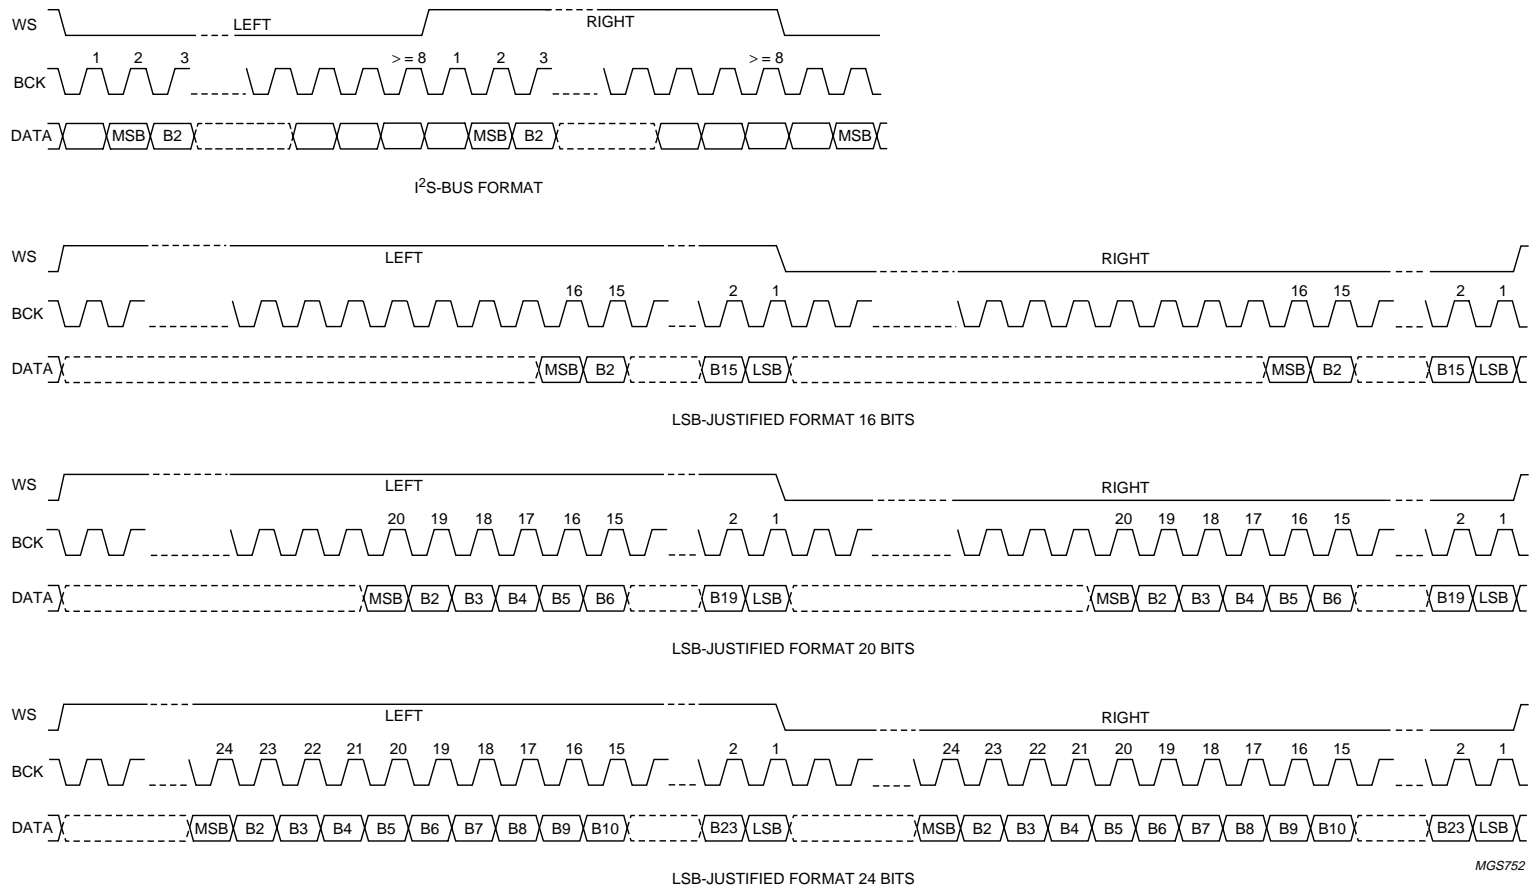 WS LEFT RIGHT
1 2 3 > = 8 1 2 3 > = 8
BCK
DATA MSB B2 MSB B2 MSB
I2S-BUS FORMAT
WS LEFT RIGHT
16 15 2 1 16 15 2 1
BCK
DATA MSB B2 B15 LSB MSB B2 B15 LSB
LSB-JUSTIFIED FORMAT 16 BITS
WS LEFT RIGHT
20 19 18 17 16 15 2 1 20 19 18 17 16 15 2 1
BCK
DATA MSB B2 B3 B4 B5 B6 B19 LSB MSB B2 B3 B4 B5 B6 B19 LSB
LSB-JUSTIFIED FORMAT 20 BITS
WS LEFT RIGHT
24 23 22 21 20 19 18 17 16 15 2 1 24 23 22 21 20 19 18 17 16 15 2 1
BCK
DATA MSB B2 B3 B4 B5 B6 B7 B8 B9 B10 B23 LSB MSB B2 B3 B4 B5 B6 B7 B8 B9 B10 B23 LSB
MGS752
LSB-JUSTIFIED FORMAT 24 BITS